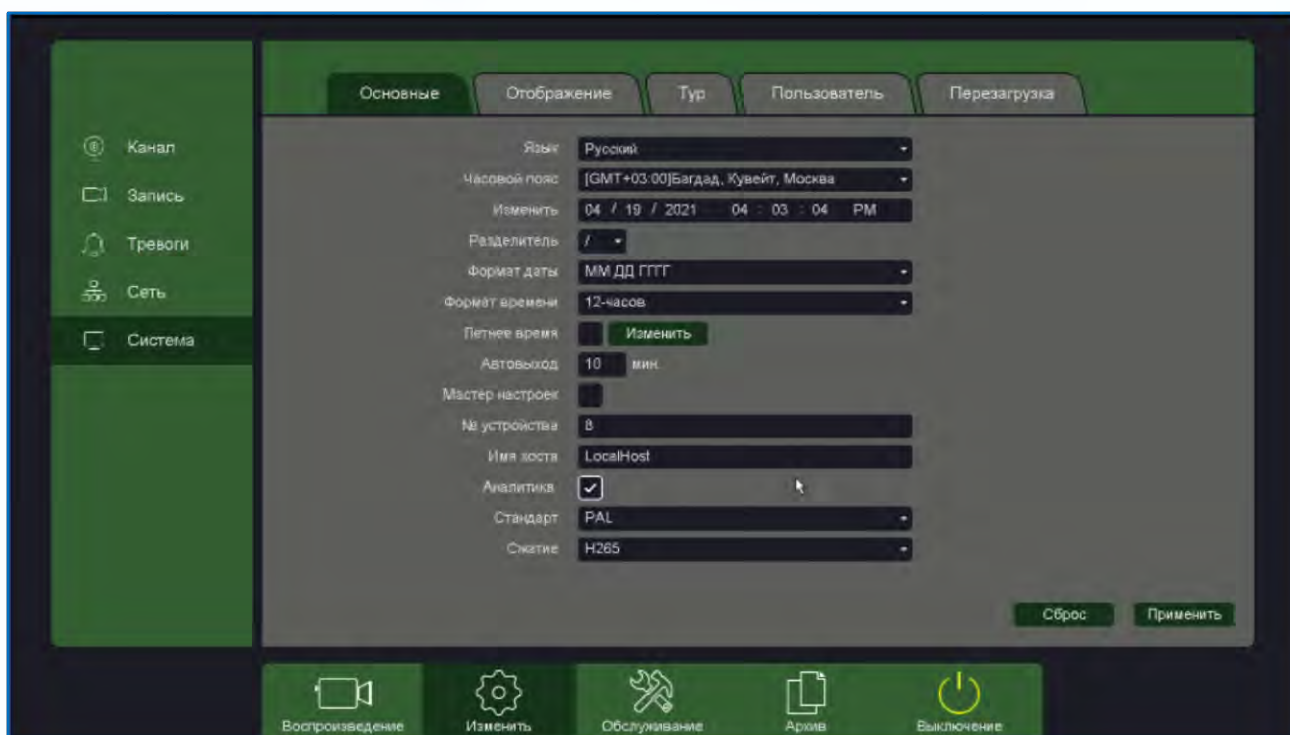 Основные
Отображение
Тур
Пользователь
Перезагрузка
Канал
Запись
Тревоги
Сеть
Система
Язык Русский
Часовой пояс [GMT+03:00]Багдад, Кувейт, Москва
Изменить 04 / 19 / 2021 04 : 03 : 04 PM
Разделитель /
Формат даты ММ ДД ГГГГ
Формат времени 12-часов
Летнее время Изменить
Автовыход 10 мин.
Мастер настроек
№ устройства 8
Имя хоста LocalHost
Аналитика
Стандарт PAL
Сжатие H265
Сброс
Применить
Воспроизведение
Изменить
Обслуживание
Архив
Выключение